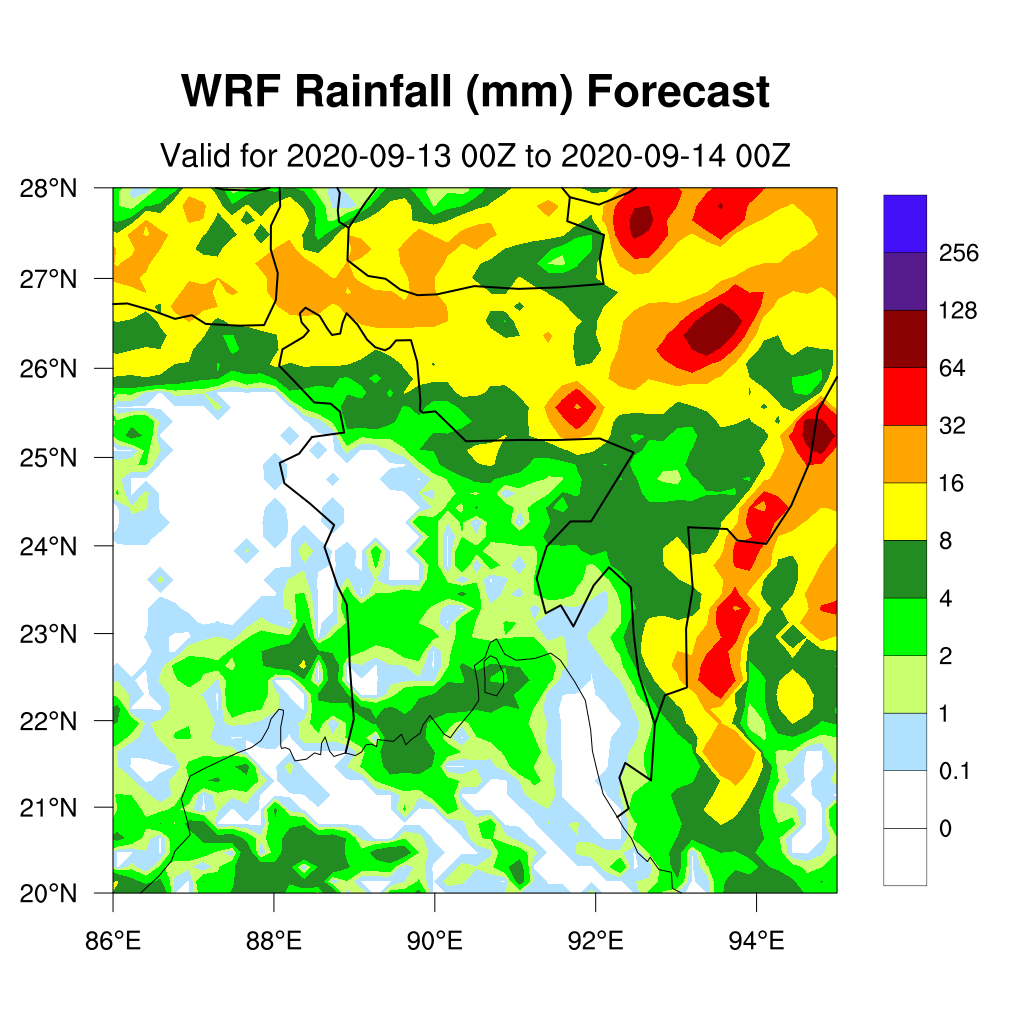 WRF Rainfall (mm) Forecast
Valid for 2020-09-13 00Z to 2020-09-14 00Z
28°N
27°N
26°N
25°N
24°N
23°N
22°N
21°N
20°N
86°E
88°E
90°E
92°E
94°E
256
128
64
32
16
8
4
2
1
0.1
0